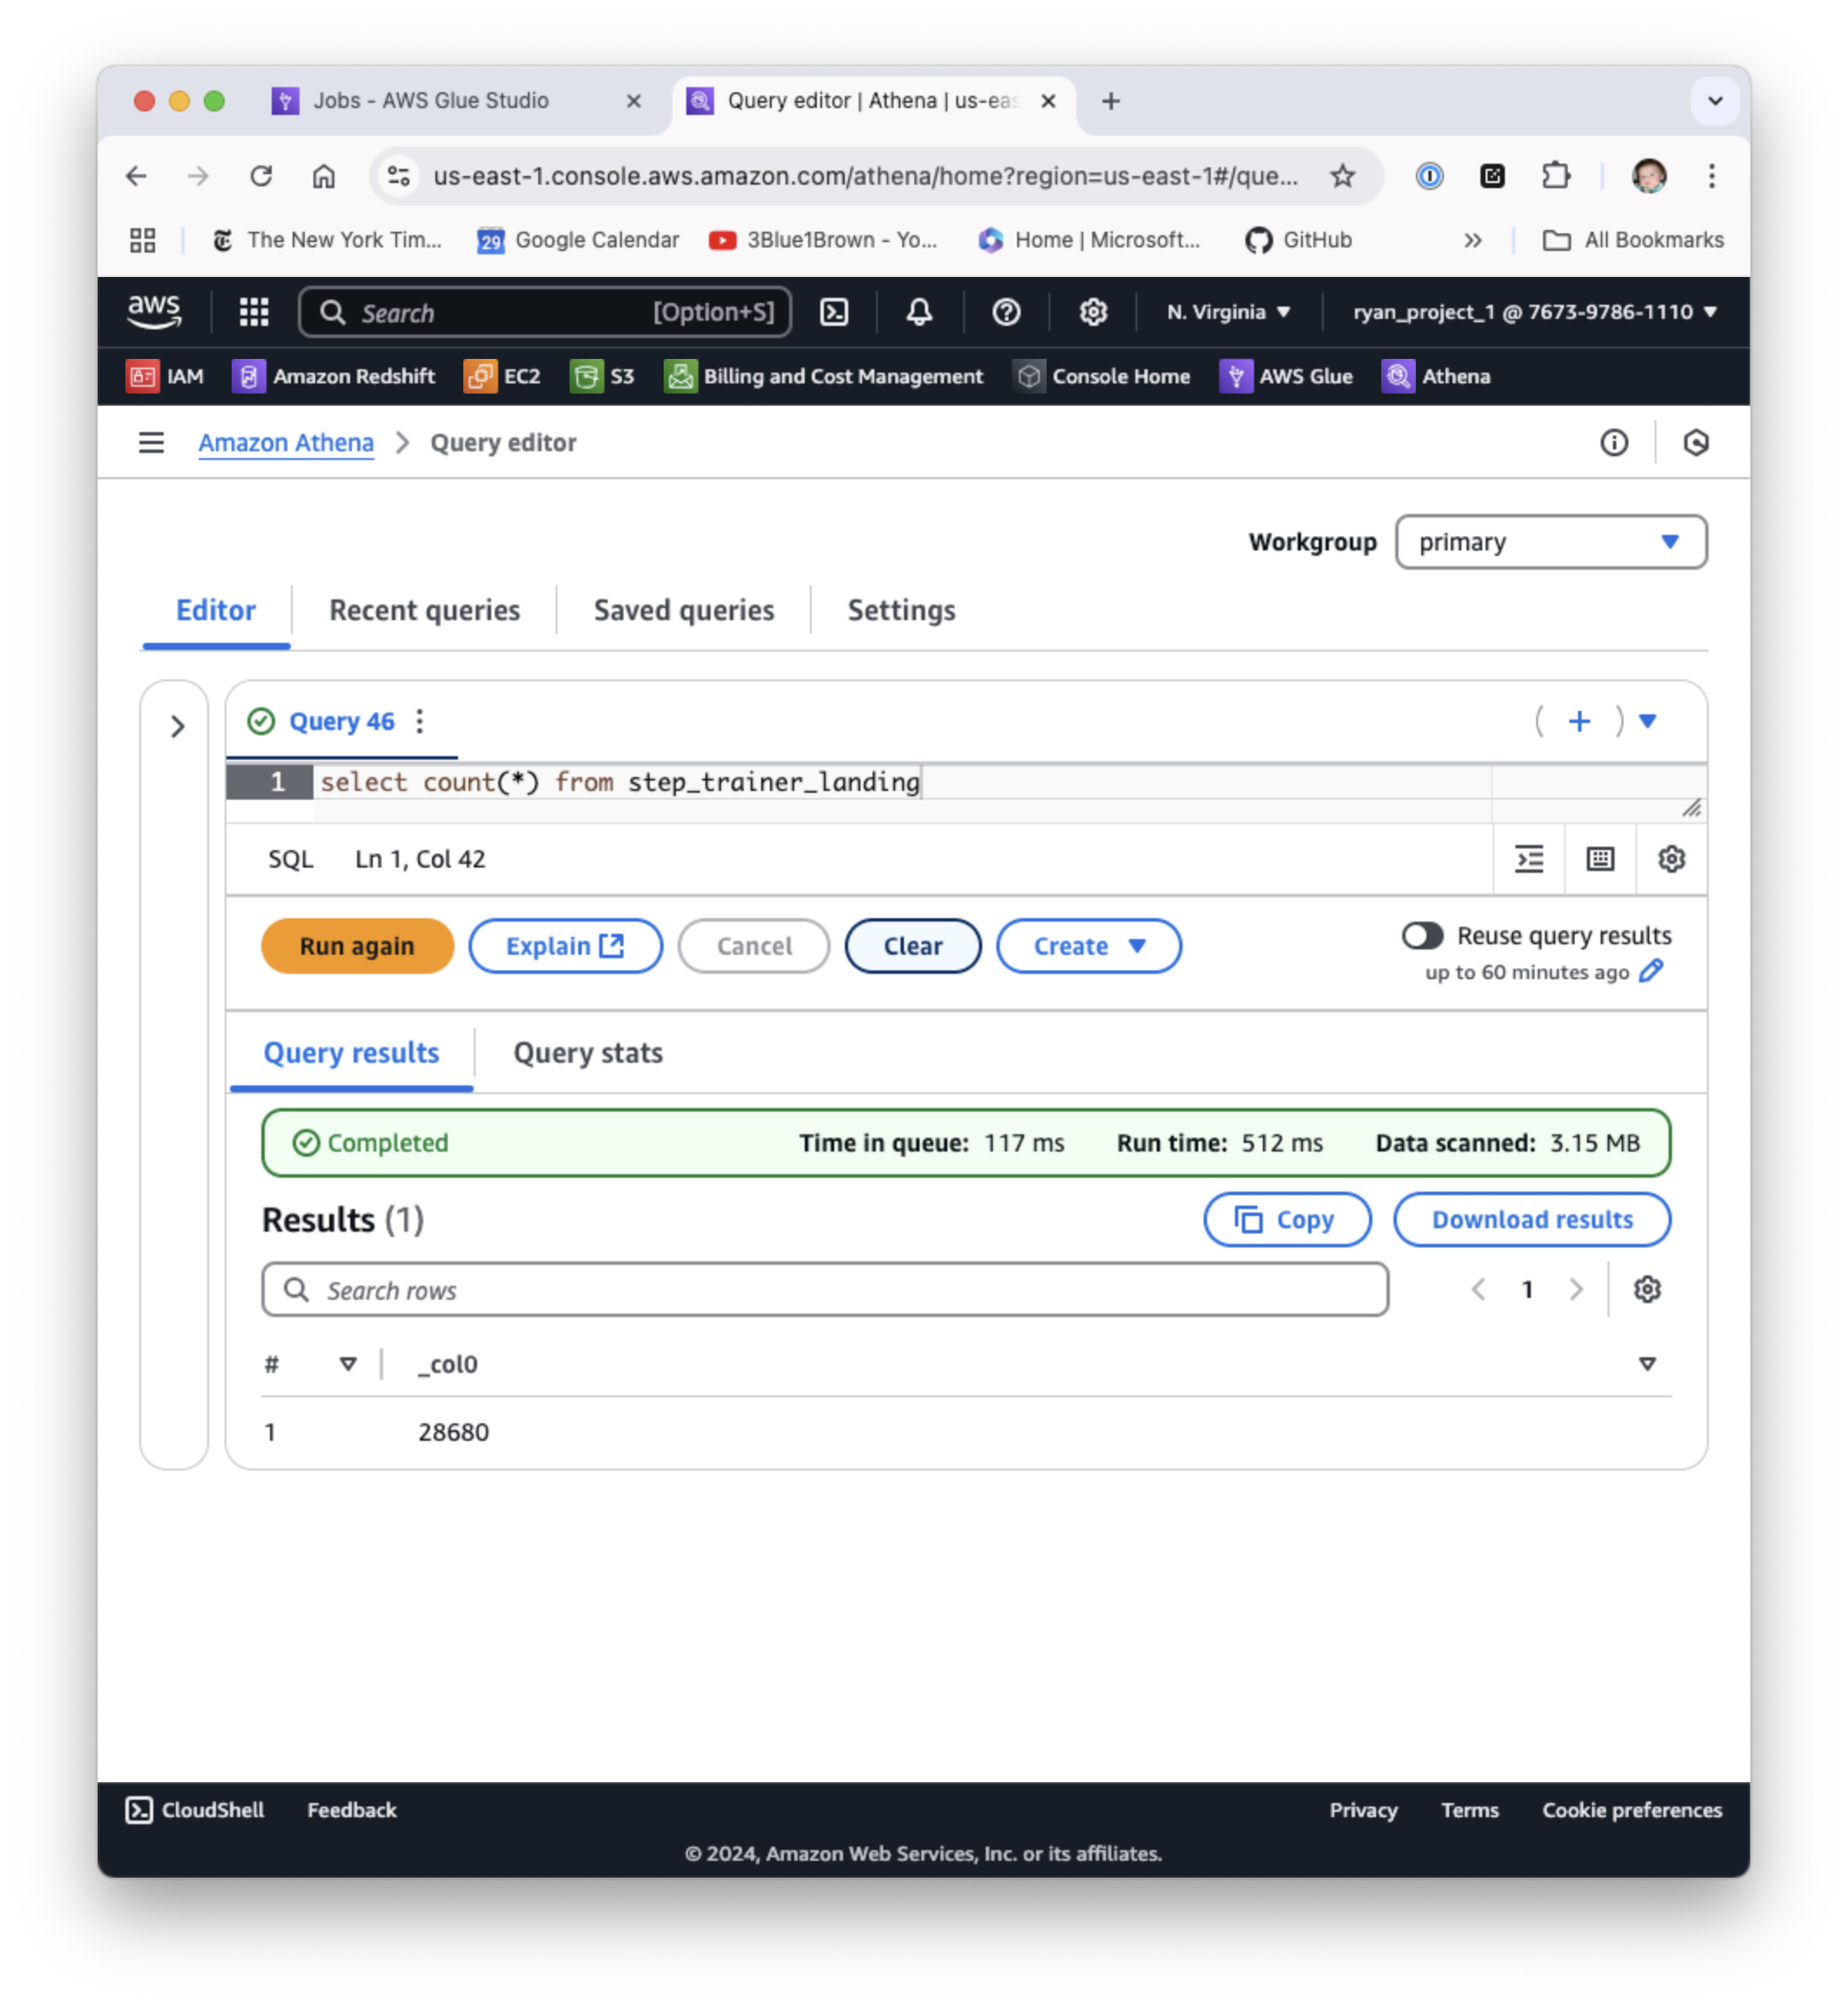 Jobs - AWS Glue Studio
Query editor | Athena | us-eas
us-east-1.console.aws.amazon.com/athena/home?region=us-east-1#/que...
The New York Tim... 29 Google Calendar 3Blue1Brown - Yo... Home | Microsoft... GitHub All Bookmarks
aws Search [Option+S] N. Virginia ryan_project_1 @ 7673-9786-1110
IAM Amazon Redshift EC2 S3 Billing and Cost Management Console Home AWS Glue Athena
Amazon Athena > Query editor
Workgroup primary
Editor Recent queries Saved queries Settings
Query 46
1 select count(*) from step_trainer_landing
SQL Ln 1, Col 42
Run again Explain Cancel Clear Create
Reuse query results
up to 60 minutes ago
Query results Query stats
Completed Time in queue: 117 ms Run time: 512 ms Data scanned: 3.15 MB
Results (1) Copy Download results
Search rows 1
# _col0
1 28680
CloudShell Feedback Privacy Terms Cookie preferences
© 2024, Amazon Web Services, Inc. or its affiliates.